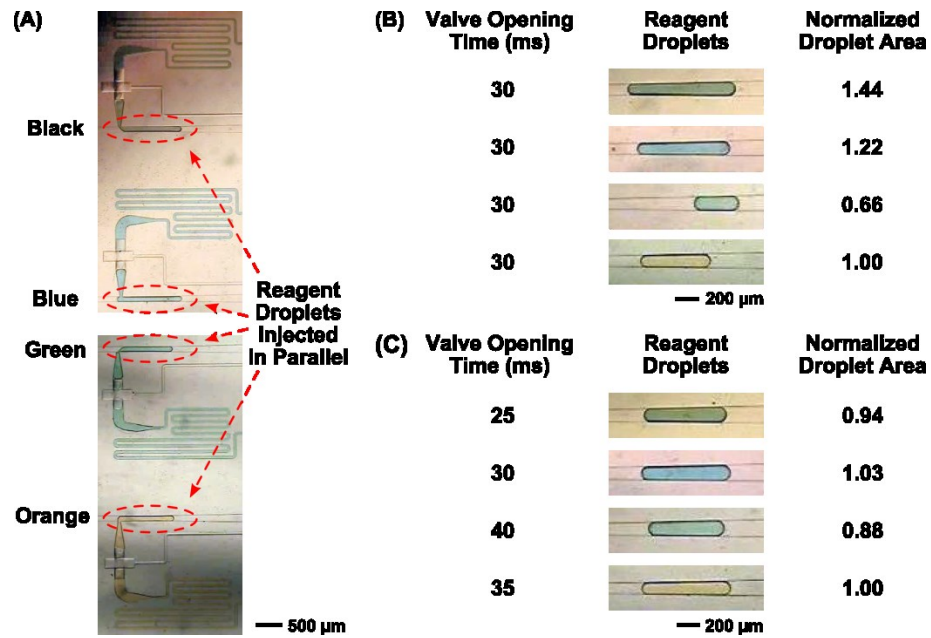 (A)
Black
Blue
Green
Orange
Reagent
Droplets
Injected
in Parallel
500 µm
(B)
Valve Opening
Time (ms)
Reagent
Droplets
Normalized
Droplet Area
30
1.44
30
1.22
30
0.66
30
1.00
200 µm
(C)
Valve Opening
Time (ms)
Reagent
Droplets
Normalized
Droplet Area
25
0.94
30
1.03
40
0.88
35
1.00
200 µm